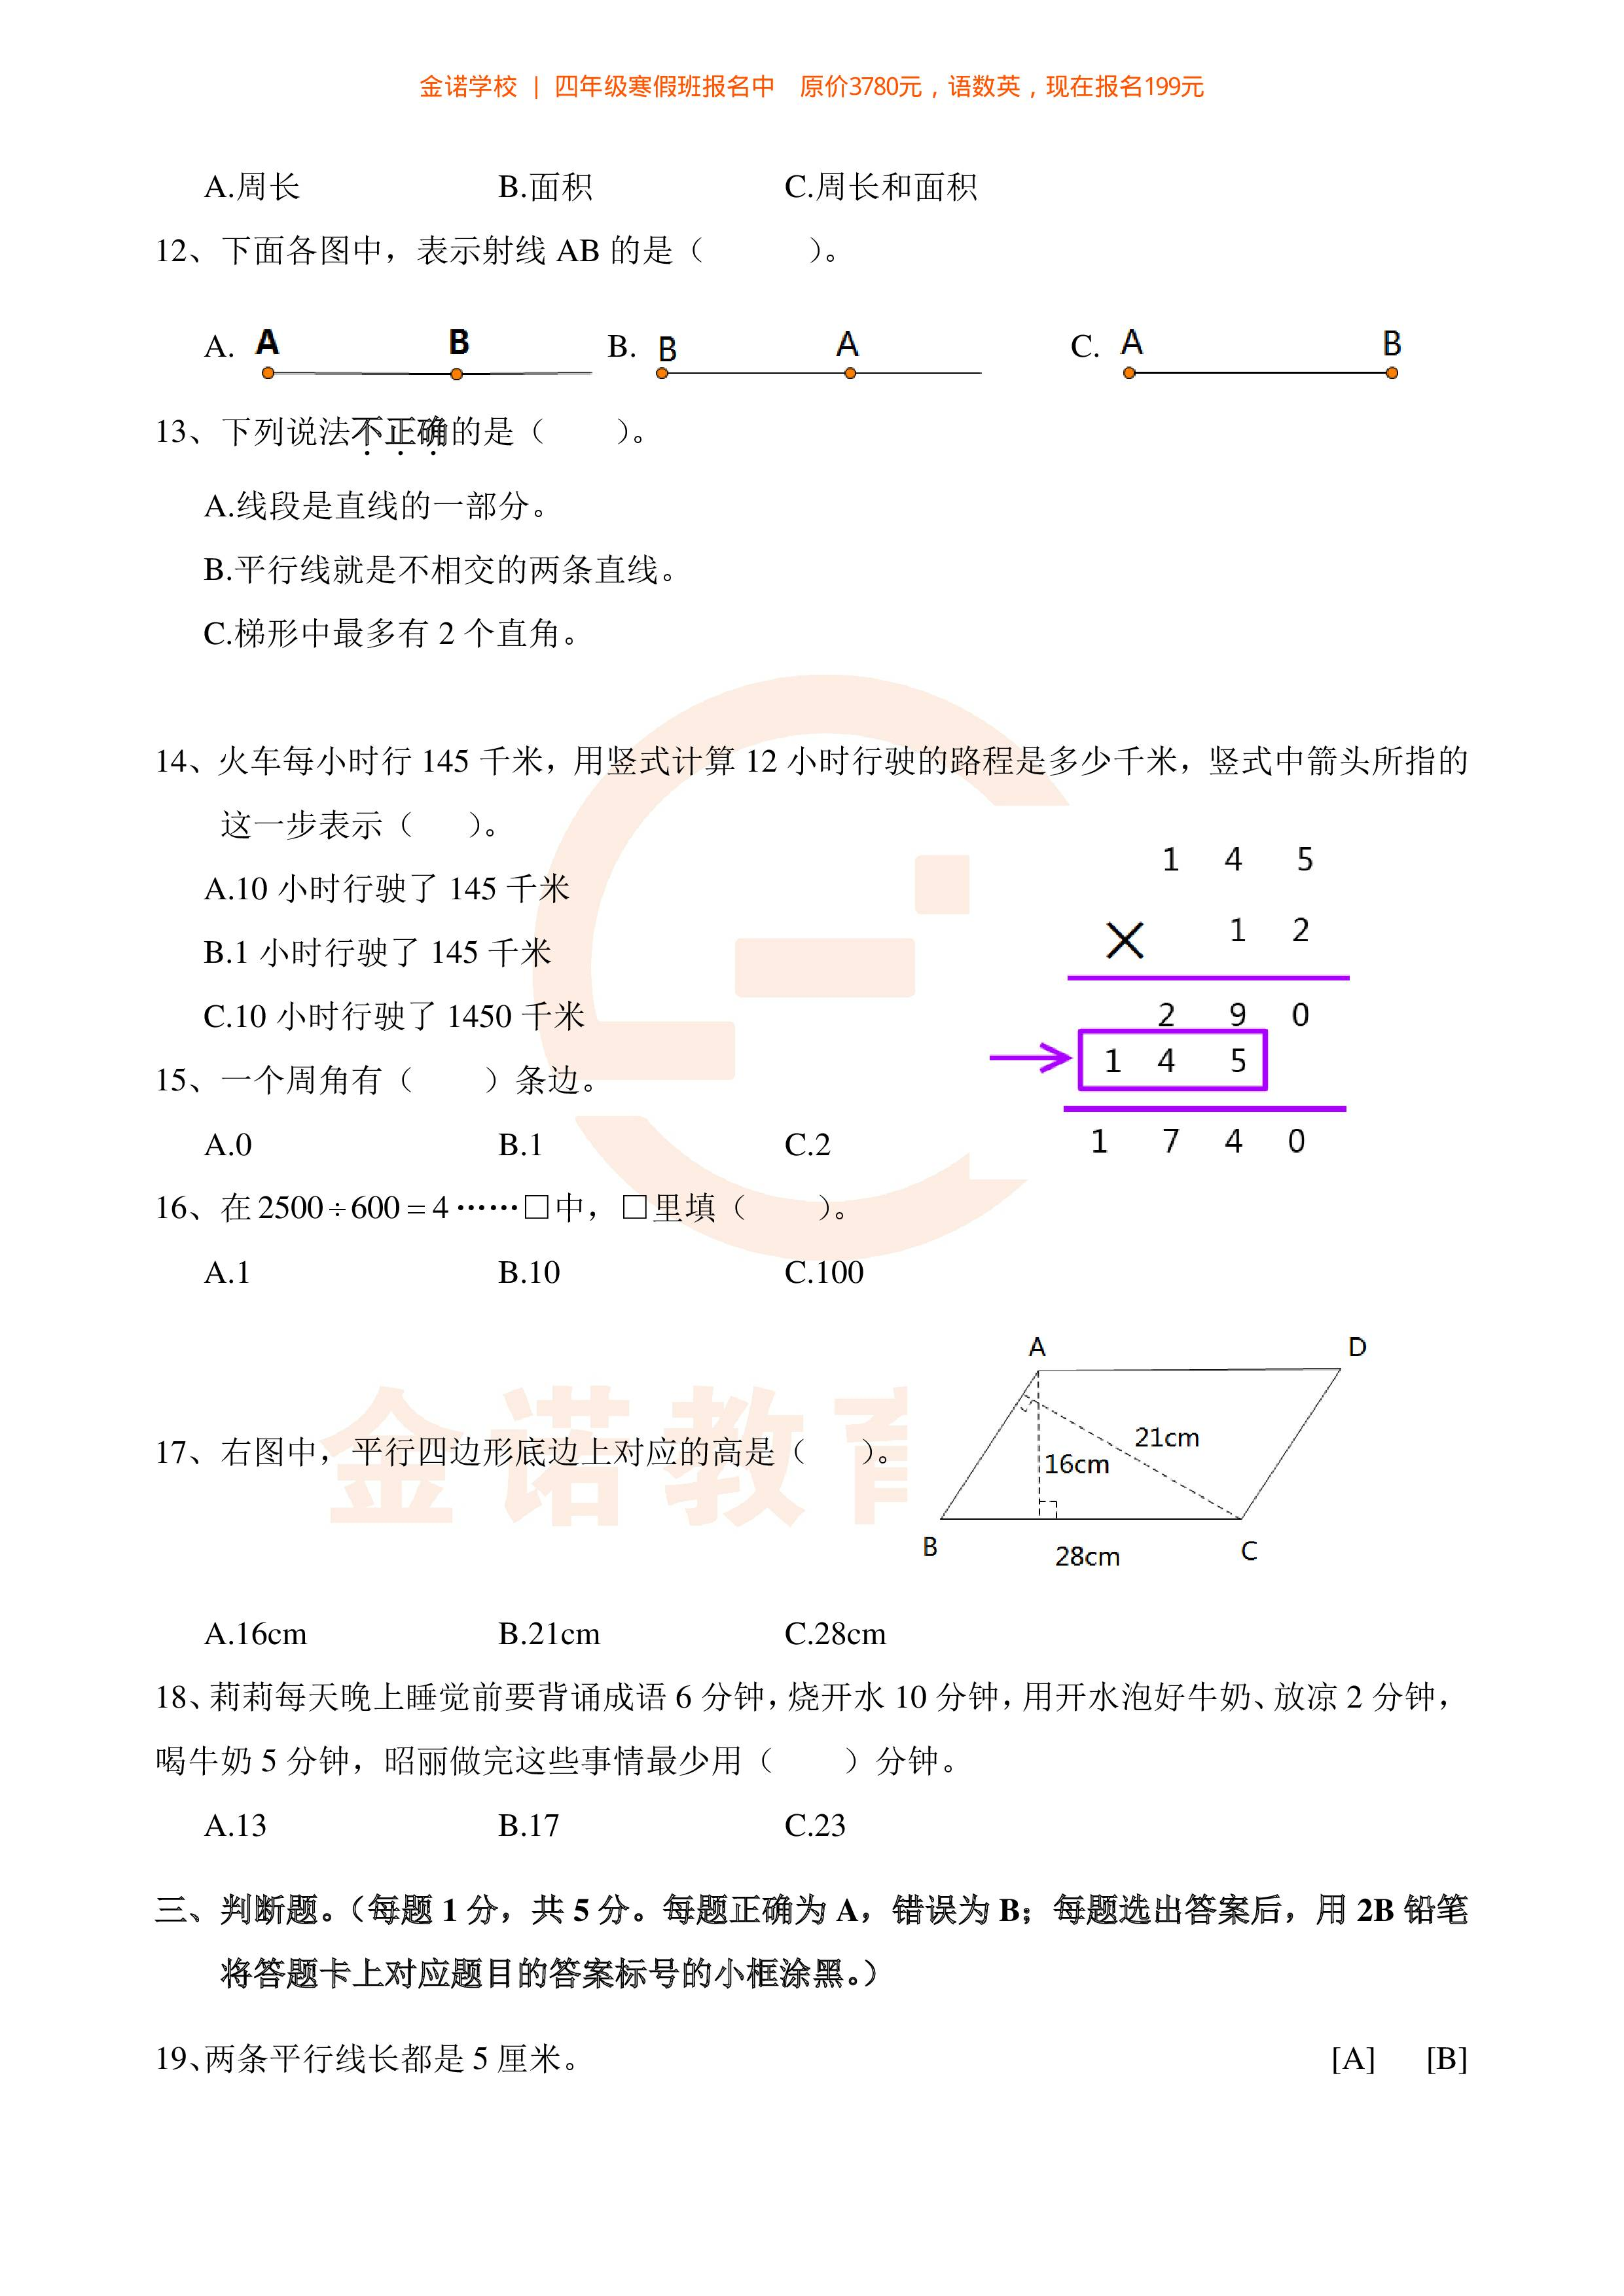 金诺学校 | 四年级寒假班报名中 原价3780元，语数英，现在报名199元
A.周长 B.面积 C.周长和面积
12、下面各图中，表示射线 AB 的是（ ）。
A. A B B. B A C. A B
13、下列说法不正确的是（ ）。
A.线段是直线的一部分。
B.平行线就是不相交的两条直线。
C.梯形中最多有 2 个直角。
14、火车每小时行 145 千米，用竖式计算 12 小时行驶的路程是多少千米，竖式中箭头所指的
这一步表示（ ）。
A.10 小时行驶了 145 千米
B.1 小时行驶了 145 千米
C.10 小时行驶了 1450 千米
1 4 5
× 1 2
2 9 0
1 4 5
1 7 4 0
15、一个周角有（ ）条边。
A.0 B.1 C.2
16、在 2500÷600＝4 ……□中，□里填（ ）。
A.1 B.10 C.100
金诺教育
17、右图中，平行四边形底边上对应的高是（ ）。
A D
21cm
16cm
B C
28cm
A.16cm B.21cm C.28cm
18、莉莉每天晚上睡觉前要背诵成语 6 分钟，烧开水 10 分钟，用开水泡好牛奶、放凉 2 分钟，
喝牛奶 5 分钟，昭丽做完这些事情最少用（ ）分钟。
A.13 B.17 C.23
三、判断题。（每题 1 分，共 5 分。每题正确为 A，错误为 B；每题选出答案后，用 2B 铅笔
将答题卡上对应题目的答案标号的小框涂黑。）
19、两条平行线长都是 5 厘米。 [A] [B]